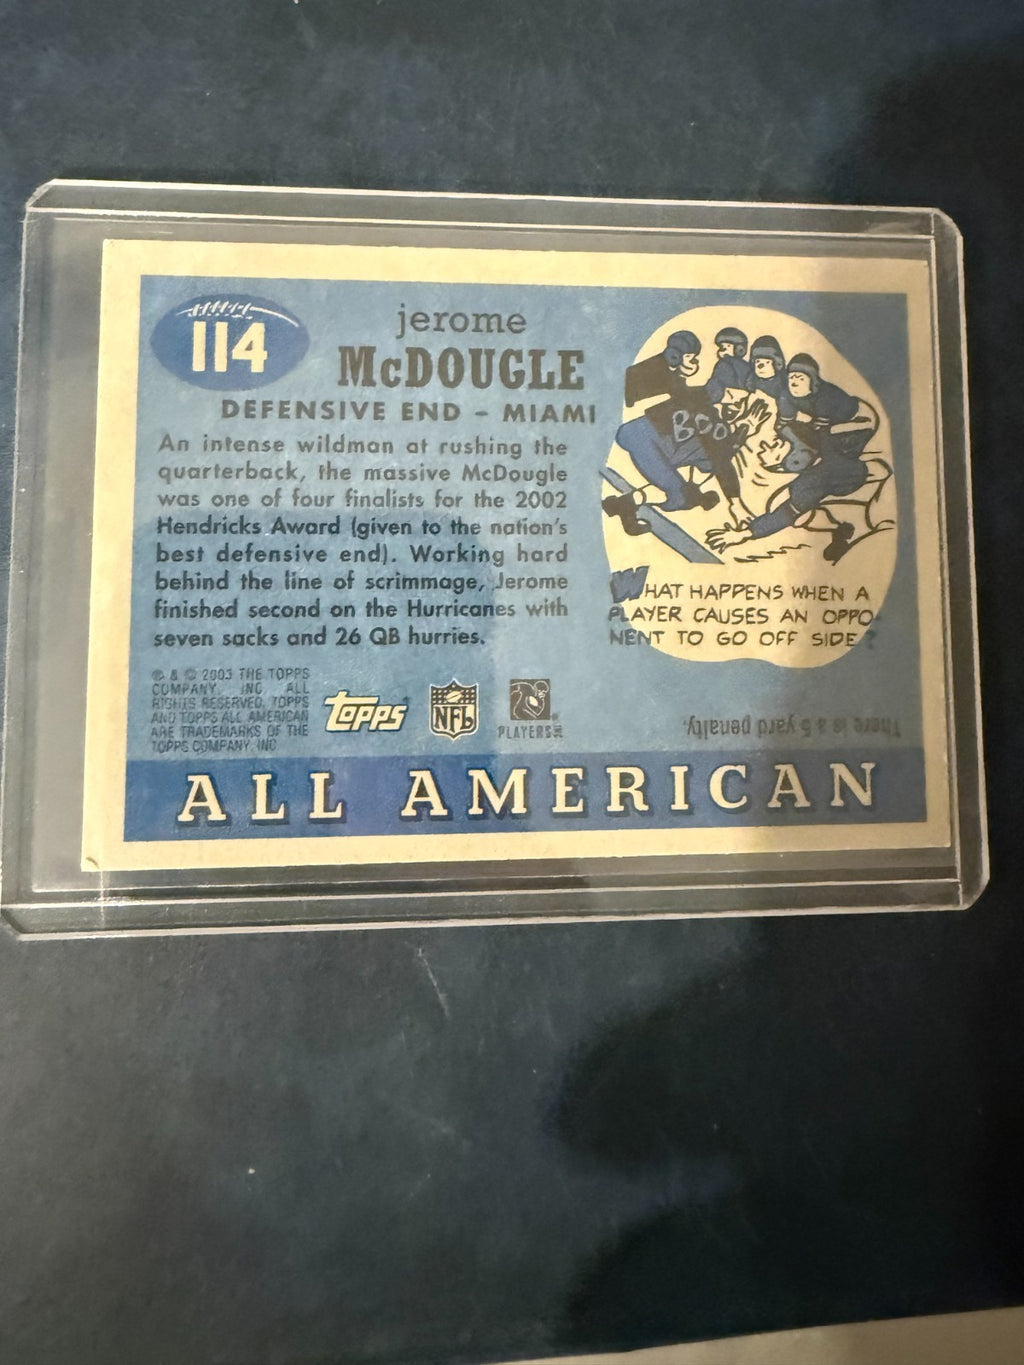 114
jerome
McDOUGLE
DEFENSIVE END - MIAMI
An intense wildman at rushing the
quarterback, the massive McDougle
was one of four finalists for the 2002
Hendricks Award (given to the nation's
best defensive end). Working hard
behind the line of scrimmage, Jerome
finished second on the Hurricanes with
seven sacks and 26 QB hurries.
BOO
WHAT HAPPENS WHEN A
PLAYER CAUSES AN OPPO-
NENT TO GO OFF SIDE?
There is a 5 yard penalty.
® & © 2003 THE TOPPS
COMPANY, INC ALL
RIGHTS RESERVED, TOPPS
AND TOPPS ALL AMERICAN
ARE TRADEMARKS OF THE
TOPPS COMPANY, INC
Topps
NFL
PLAYERS INC
ALL AMERICAN